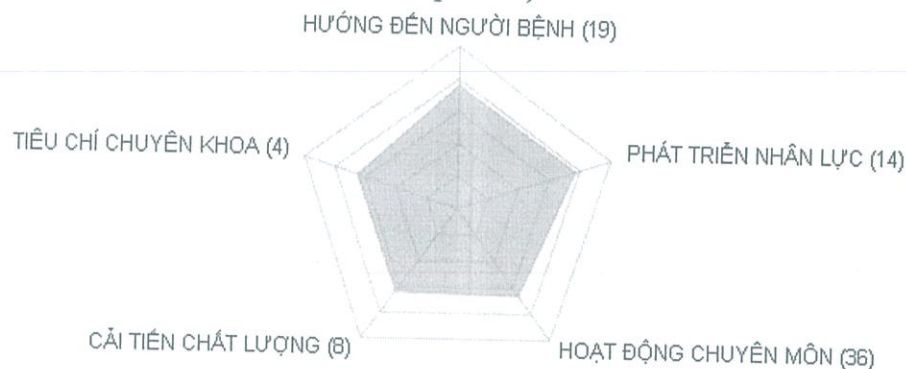 HƯỚNG ĐẾN NGƯỜI BỆNH (19)
TIÊU CHÍ CHUYÊN KHOA (4)
PHÁT TRIỂN NHÂN LỰC (14)
CẢI TIẾN CHẤT LƯỢNG (8)
HOẠT ĐỘNG CHUYÊN MÔN (36)